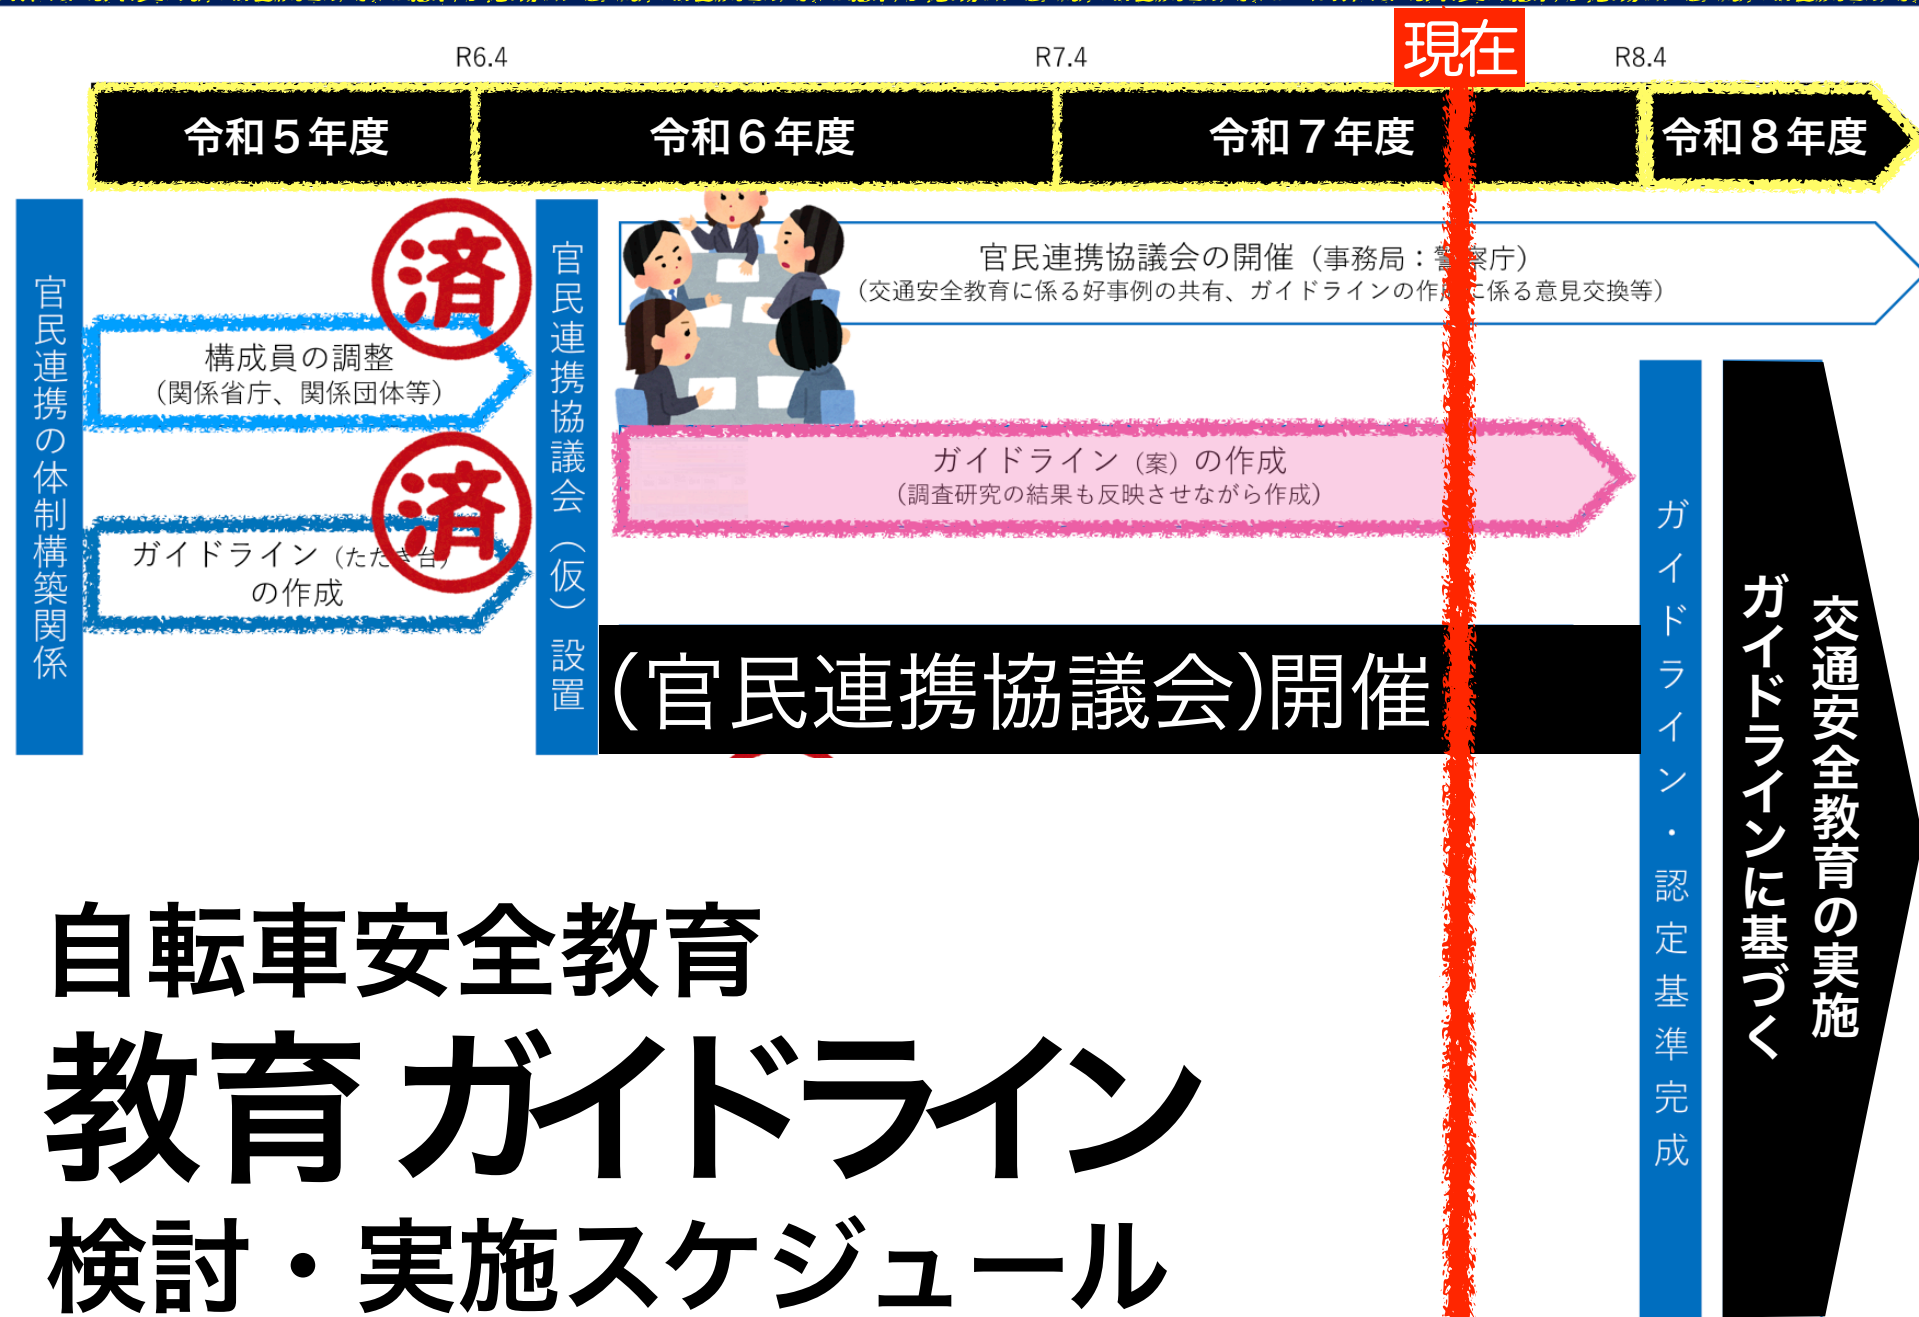 R6.4
R7.4
現在
R8.4
令和５年度
令和６年度
令和７年度
令和８年度
官民連携の体制構築関係
済
構成員の調整
（関係省庁、関係団体等）
済
ガイドライン（たたき台）
の作成
官民連携協議会（仮）設置
官民連携協議会の開催（事務局：警察庁）
（交通安全教育に係る好事例の共有、ガイドラインの作成に係る意見交換等）
ガイドライン（案）の作成
（調査研究の結果も反映させながら作成）
（官民連携協議会）開催
ガイドライン・認定基準完成
交通安全教育の実施
ガイドラインに基づく
自転車安全教育
教育 ガイドライン
検討・実施スケジュール